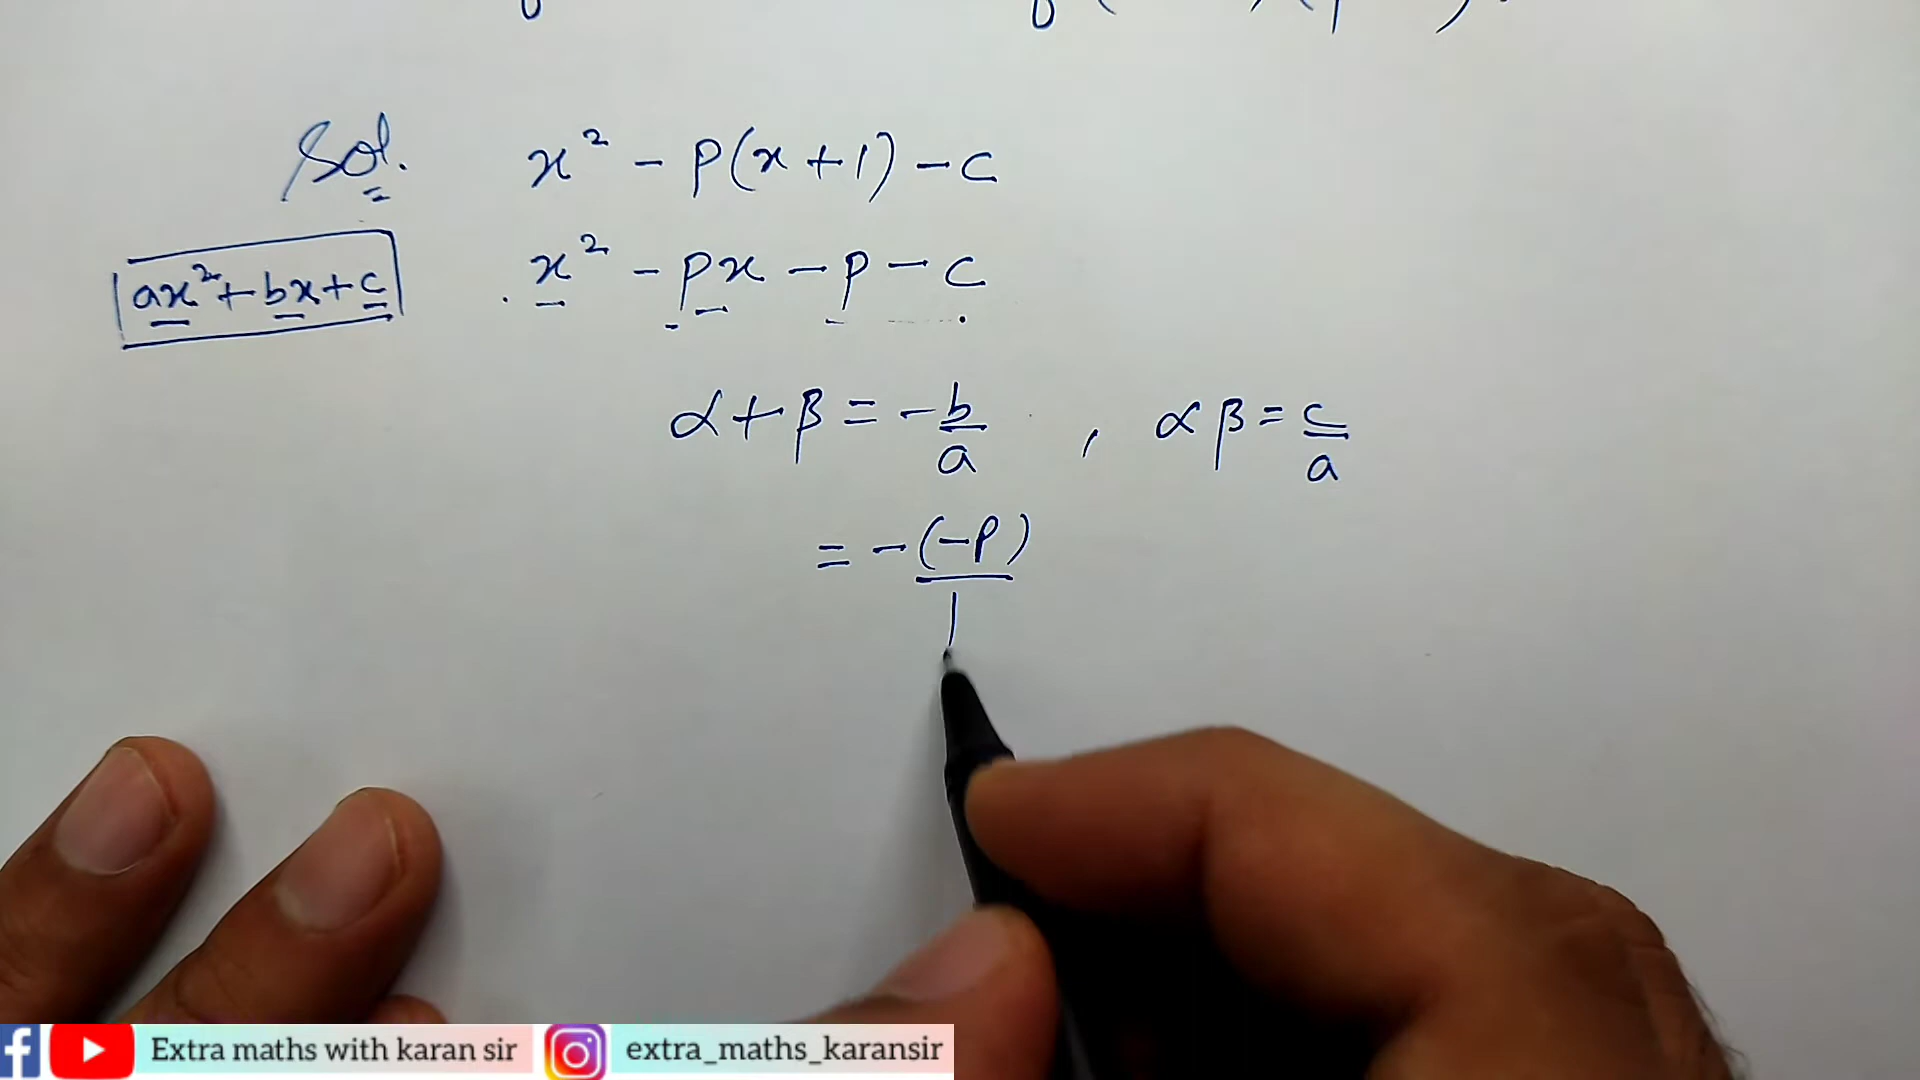 Sol. x² - P(x+1) - c
ax² + bx + c x² - px - p - c
α + β = -b/a , αβ = c/a
= -(-P)/1
Extra maths with karan sir extra_maths_karansir